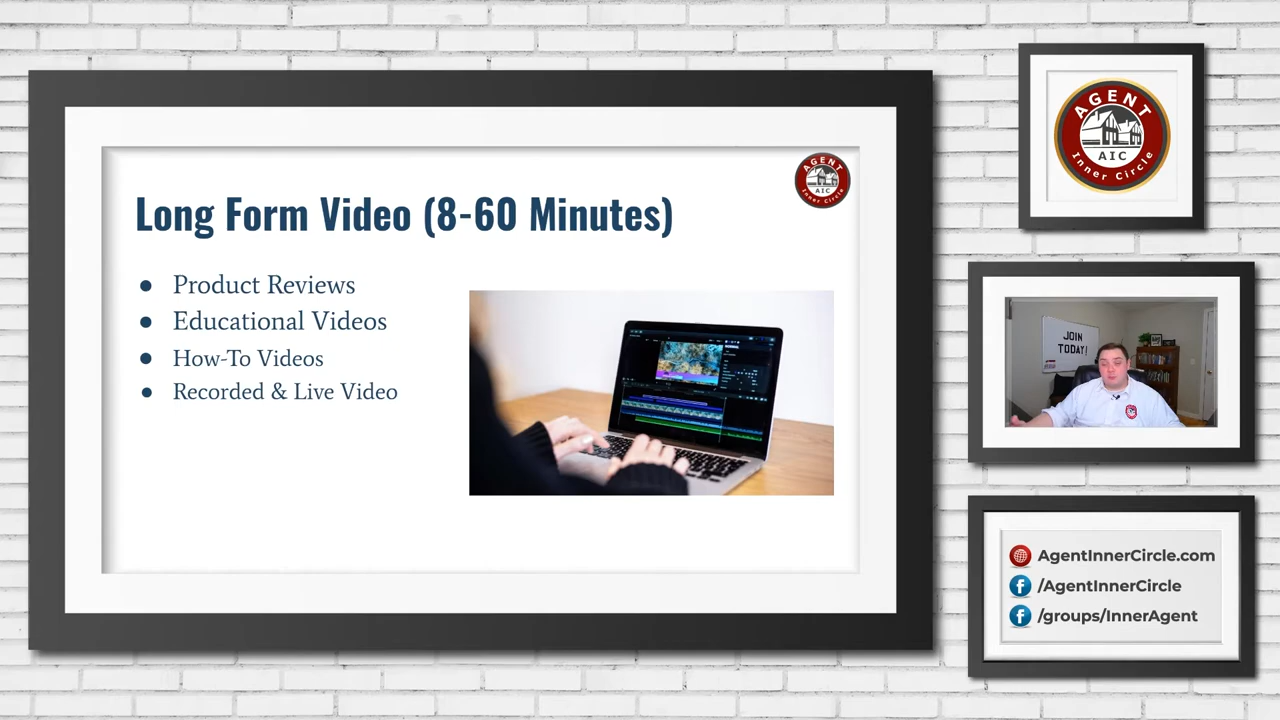 Long Form Video (8-60 Minutes)
● Product Reviews
● Educational Videos
● How-To Videos
● Recorded & Live Video
AGENT
AIC
Inner Circle
AGENT
AIC
Inner Circle
JOIN
TODAY!
AgentInnerCircle.com
/AgentInnerCircle
/groups/InnerAgent